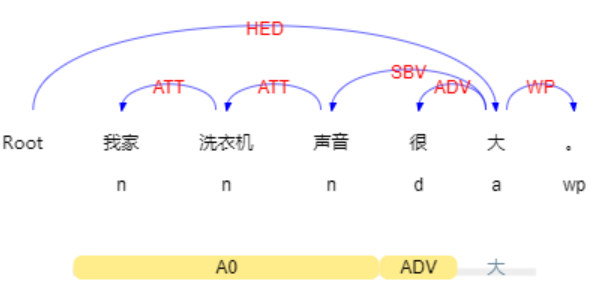 HED
SBV
ATT ATT ADV WP
Root 我家 洗衣机 声音 很 大 。
n n n d a wp
A0 ADV 大